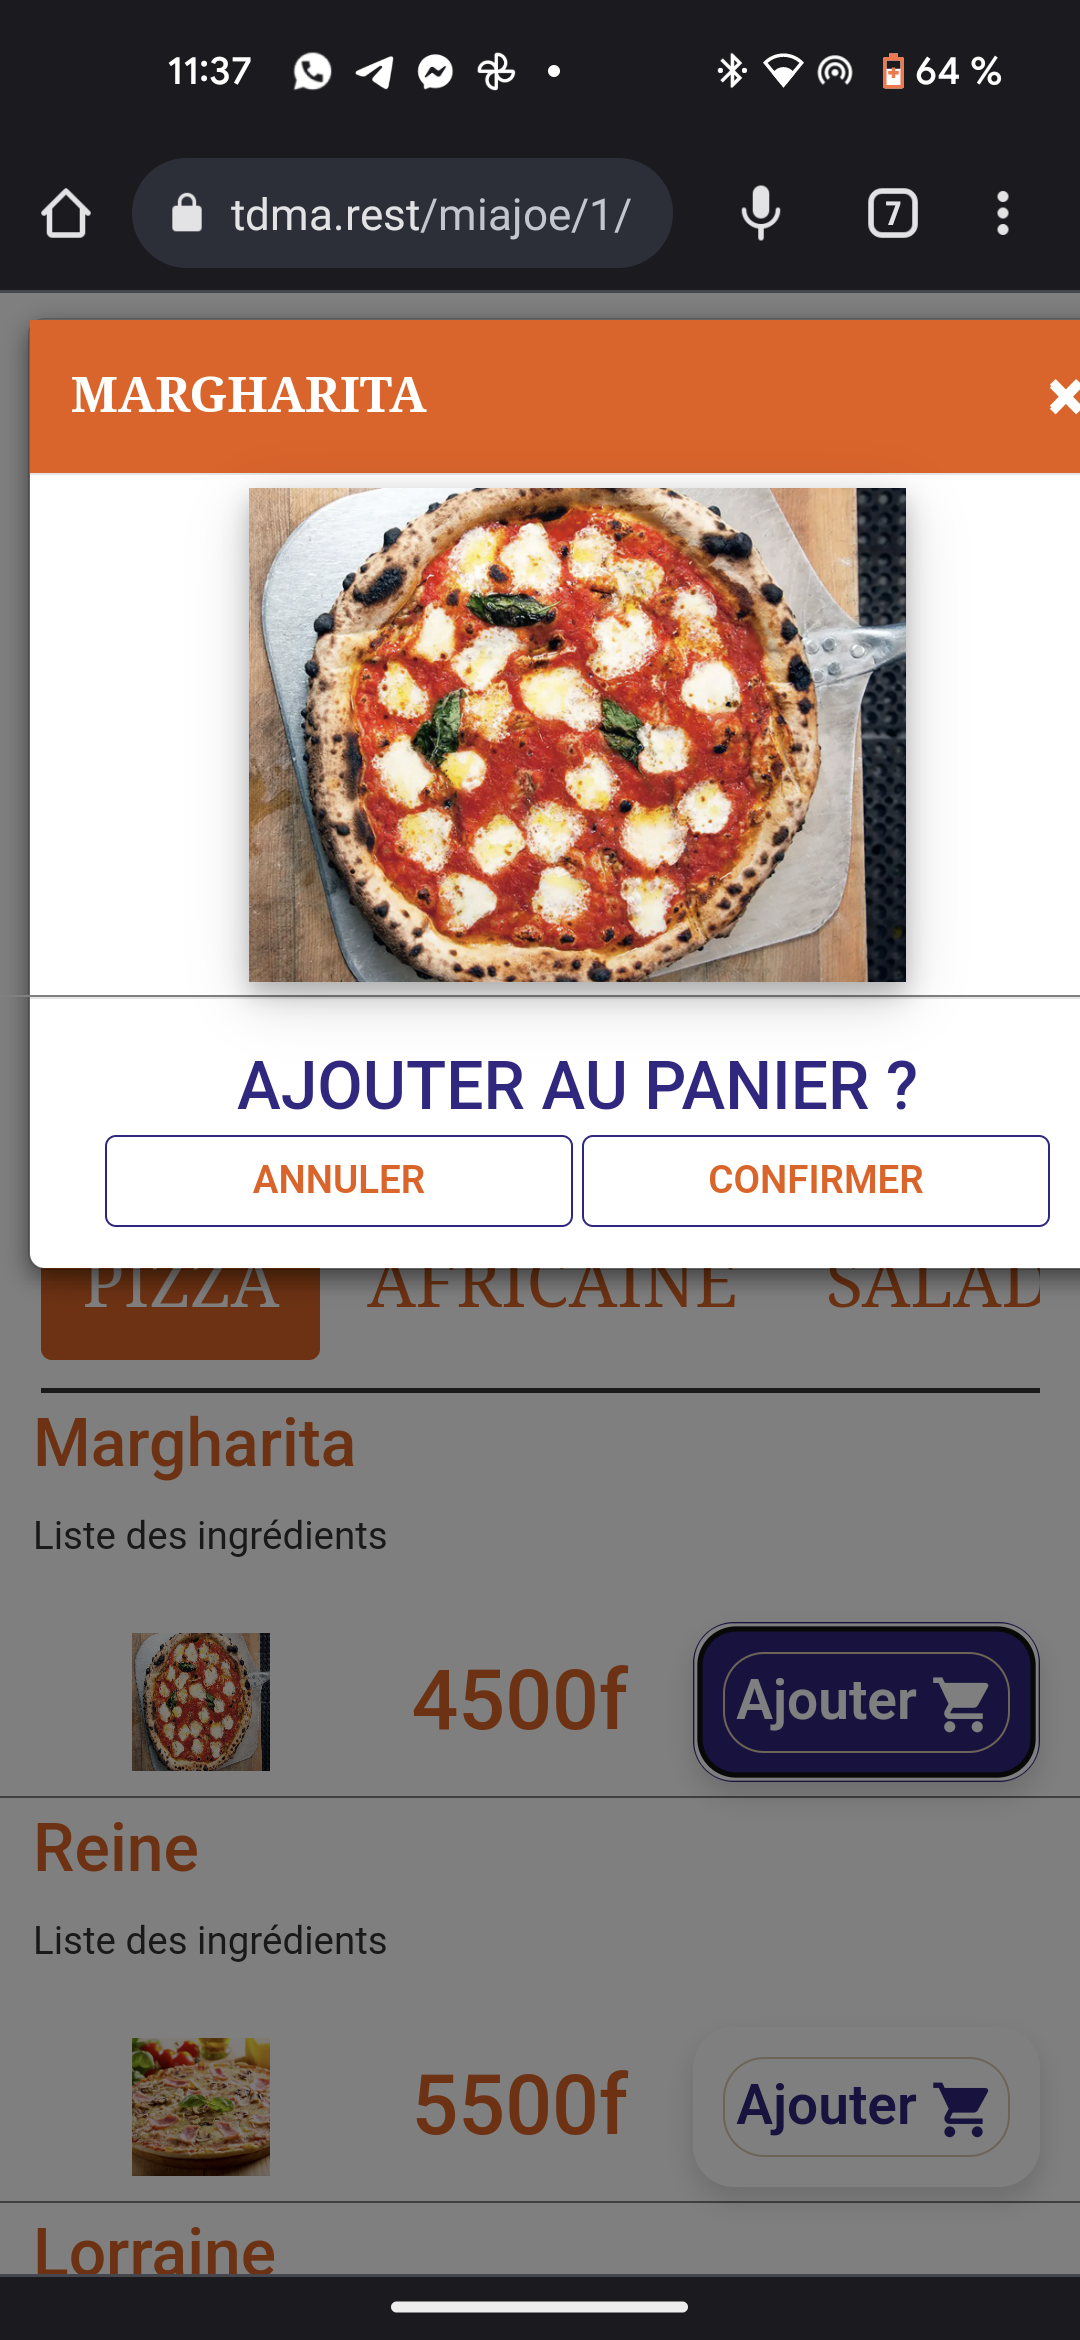 11:37
64 %
tdma.rest/miajoe/1/
7
MARGHARITA
AJOUTER AU PANIER ?
ANNULER CONFIRMER
PIZZA AFRICAINE SALAD
Margharita
Liste des ingrédients
4500f Ajouter
Reine
Liste des ingrédients
5500f Ajouter
Lorraine